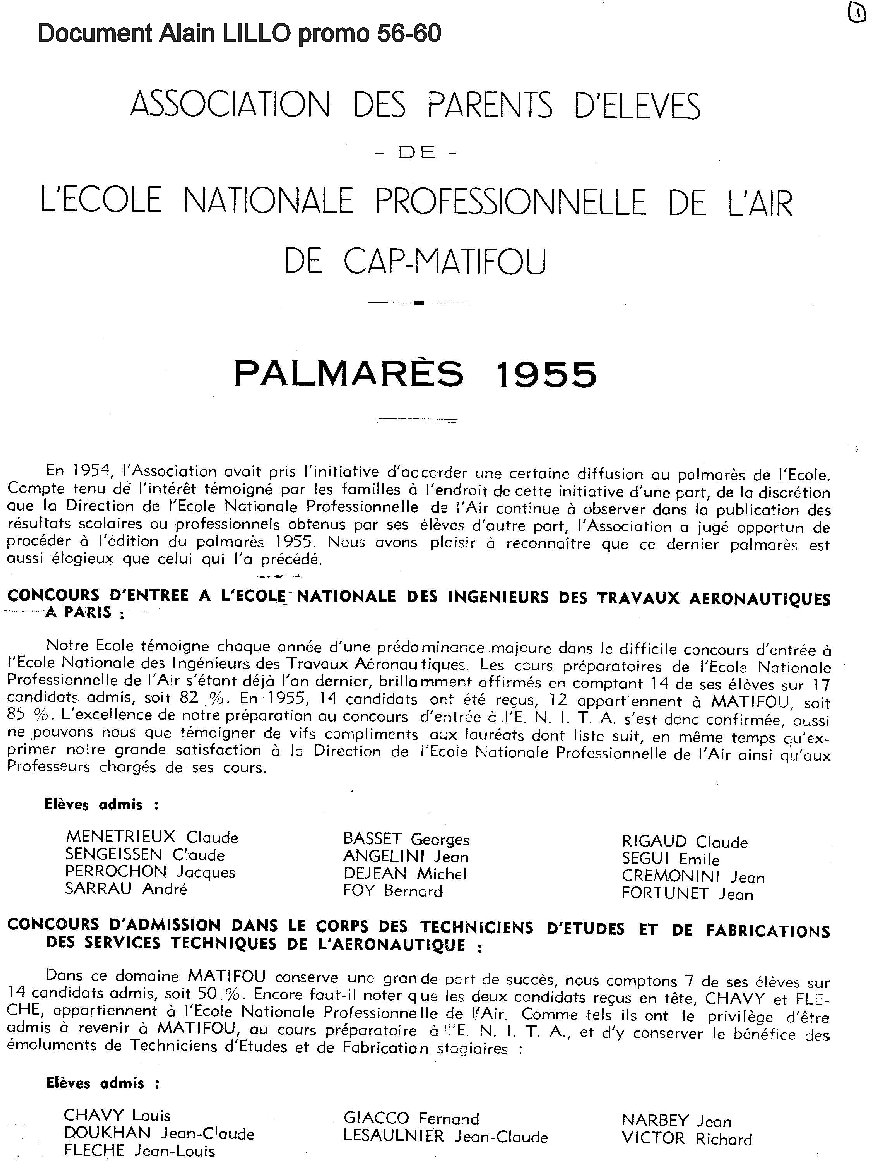 1
Document Alain LILLO promo 56-60
ASSOCIATION DES PARENTS D'ELEVES
- DE -
L'ECOLE NATIONALE PROFESSIONNELLE DE L'AIR
DE CAP-MATIFOU
PALMARÈS 1955
En 1954, l'Association avait pris l'initiative d'accorder une certaine diffusion au palmarès de l'Ecole.
Compte tenu de l'intérêt témoigné par les familles à l'endroit de cette initiative d'une part, de la discrétion
que la Direction de l'Ecole Nationale Professionnelle de l'Air continue à observer dans la publication des
résultats scolaires ou professionnels obtenus par ses élèves d'autre part, l'Association a jugé opportun de
procéder à l'édition du palmarès 1955. Nous avons plaisir à reconnaître que ce dernier palmarès est
aussi élogieux que celui qui l'a précédé.
CONCOURS D'ENTREE A L'ECOLE NATIONALE DES INGENIEURS DES TRAVAUX AERONAUTIQUES
A PARIS :
Notre Ecole témoigne chaque année d'une prédominance majeure dans le difficile concours d'entrée à
l'Ecole Nationale des Ingénieurs des Travaux Aéronautiques. Les cours préparatoires de l'Ecole Nationale
Professionnelle de l'Air s'étant déjà l'an dernier, brillamment affirmés en comptant 14 de ses élèves sur 17
candidats admis, soit 82 %. En 1955, 14 candidats ont été reçus, 12 appartiennent à MATIFOU, soit
85 %. L'excellence de notre préparation au concours d'entrée à l'E. N. I. T. A. s'est donc confirmée, aussi
ne pouvons nous que témoigner de vifs compliments aux lauréats dont liste suit, en même temps qu'ex-
primer notre grande satisfaction à la Direction de l'Ecole Nationale Professionnelle de l'Air ainsi qu'aux
Professeurs chargés de ses cours.
Elèves admis :
MENETRIEUX Claude BASSET Georges RIGAUD Claude
SENGEISSEN Claude ANGELINI Jean SEGUI Emile
PERROCHON Jacques DEJEAN Michel CREMONINI Jean
SARRAU André FOY Bernard FORTUNET Jean
CONCOURS D'ADMISSION DANS LE CORPS DES TECHNICIENS D'ETUDES ET DE FABRICATIONS
DES SERVICES TECHNIQUES DE L'AERONAUTIQUE :
Dans ce domaine MATIFOU conserve une grande part de succès, nous comptons 7 de ses élèves sur
14 candidats admis, soit 50 %. Encore faut-il noter que les deux candidats reçus en tête, CHAVY et FLE-
CHE, appartiennent à l'Ecole Nationale Professionnelle de l'Air. Comme tels ils ont le privilège d'être
admis à revenir à MATIFOU, au cours préparatoire à l'E. N. I. T. A., et d'y conserver le bénéfice des
émoluments de Techniciens d'Etudes et de Fabrication stagiaires :
Elèves admis :
CHAVY Louis GIACCO Fernand NARBEY Jean
DOUKHAN Jean-Claude LESAULNIER Jean-Claude VICTOR Richard
FLECHE Jean-Louis